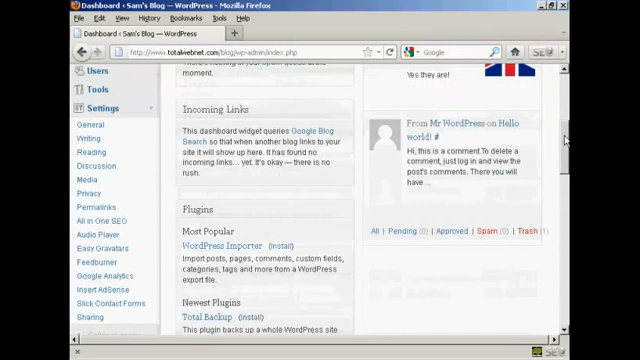 Dashboard ‹ Sam's Blog — WordPress - Mozilla Firefox
File Edit View History Bookmarks Tools Help
Dashboard ‹ Sam's Blog — WordPress
http://www.totalwebnet.com/blog/wp-admin/index.php
Google
SEO
Users
Tools
Settings
General
Writing
Reading
Discussion
Media
Privacy
Permalinks
All in One SEO
Audio Player
Easy Gravatars
Feedburner
Google Analytics
Insert AdSense
Slick Contact Forms
Sharing
moment.
Incoming Links
This dashboard widget queries Google Blog
Search so that when another blog links to your
site it will show up here. It has found no
incoming links… yet. It's okay — there is no
rush.
Plugins
Most Popular
WordPress Importer (Install)
Import posts, pages, comments, custom fields,
categories, tags and more from a WordPress
export file.
Newest Plugins
Total Backup (Install)
This plugin backs up a whole WordPress site
Yes they are!
From Mr WordPress on Hello
world! #
Hi, this is a comment.To delete a
comment, just log in and view the
post's comments. There you will
have ...
All | Pending (0) | Approved | Spam (0) | Trash (1)
x
SEO